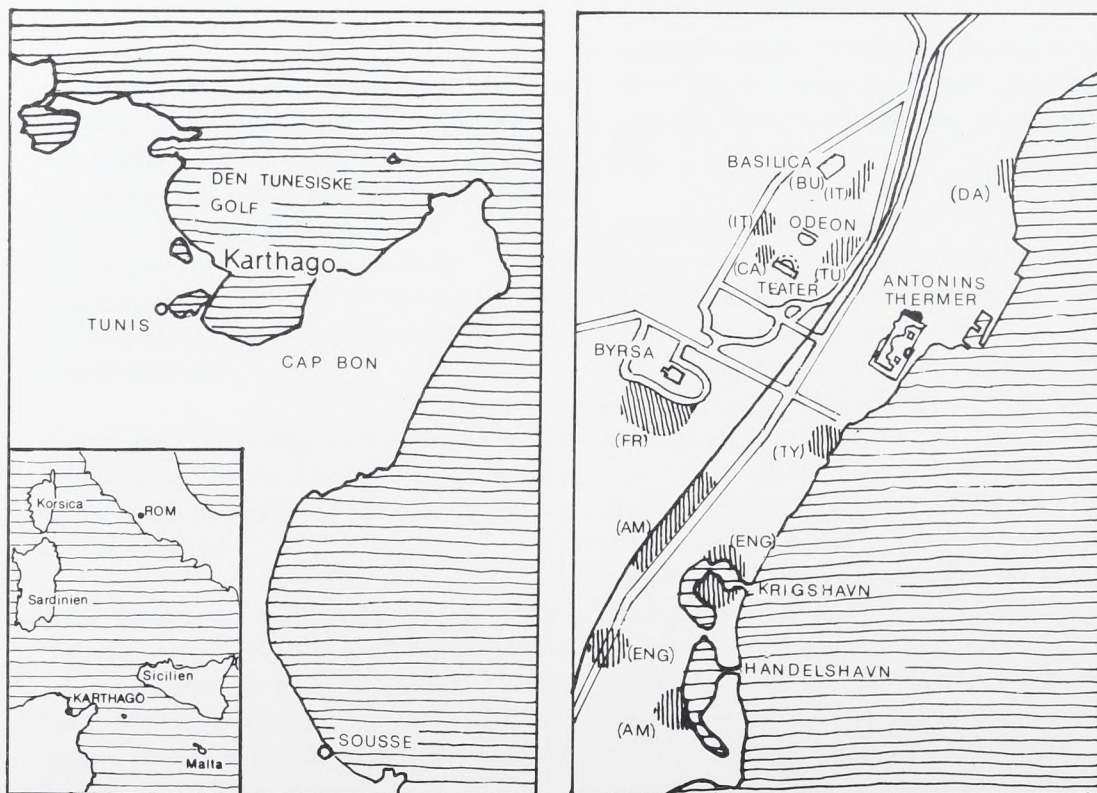 DEN TUNESISKE
GOLF
Karthago
TUNIS
CAP BON
SOUSSE
Korsica
ROM
Sardinien
Sicilien
KARTHAGO
Malta
BASILICA
(BU)
(IT)
(DA)
(IT)
ODEON
(CA)
(TU)
TEATER
ANTONINS
THERMER
BYRSA
(FR)
(TY)
(AM)
(ENG)
KRIGSHAVN
(ENG)
HANDELSHAVN
(AM)